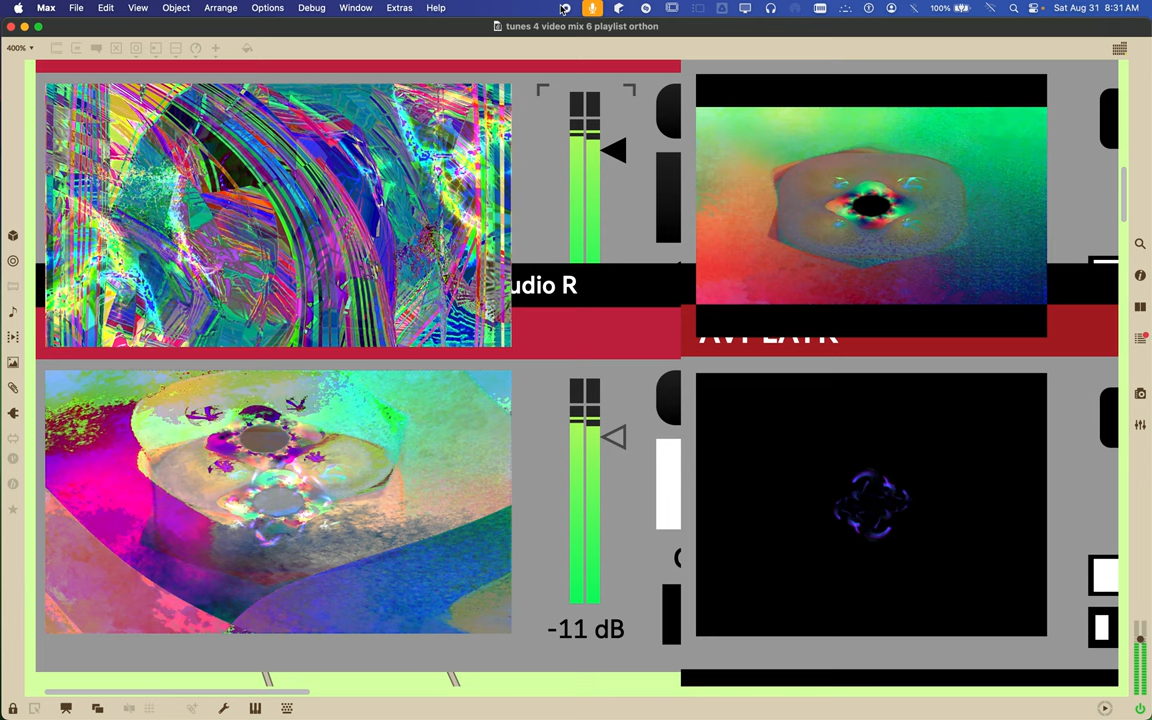 Max File Edit View Object Arrange Options Debug Window Extras Help 100% Sat Aug 31 8:31 AM
tunes 4 video mix 6 playlist orthon
400%
udio R
AVPLAYR
-11 dB